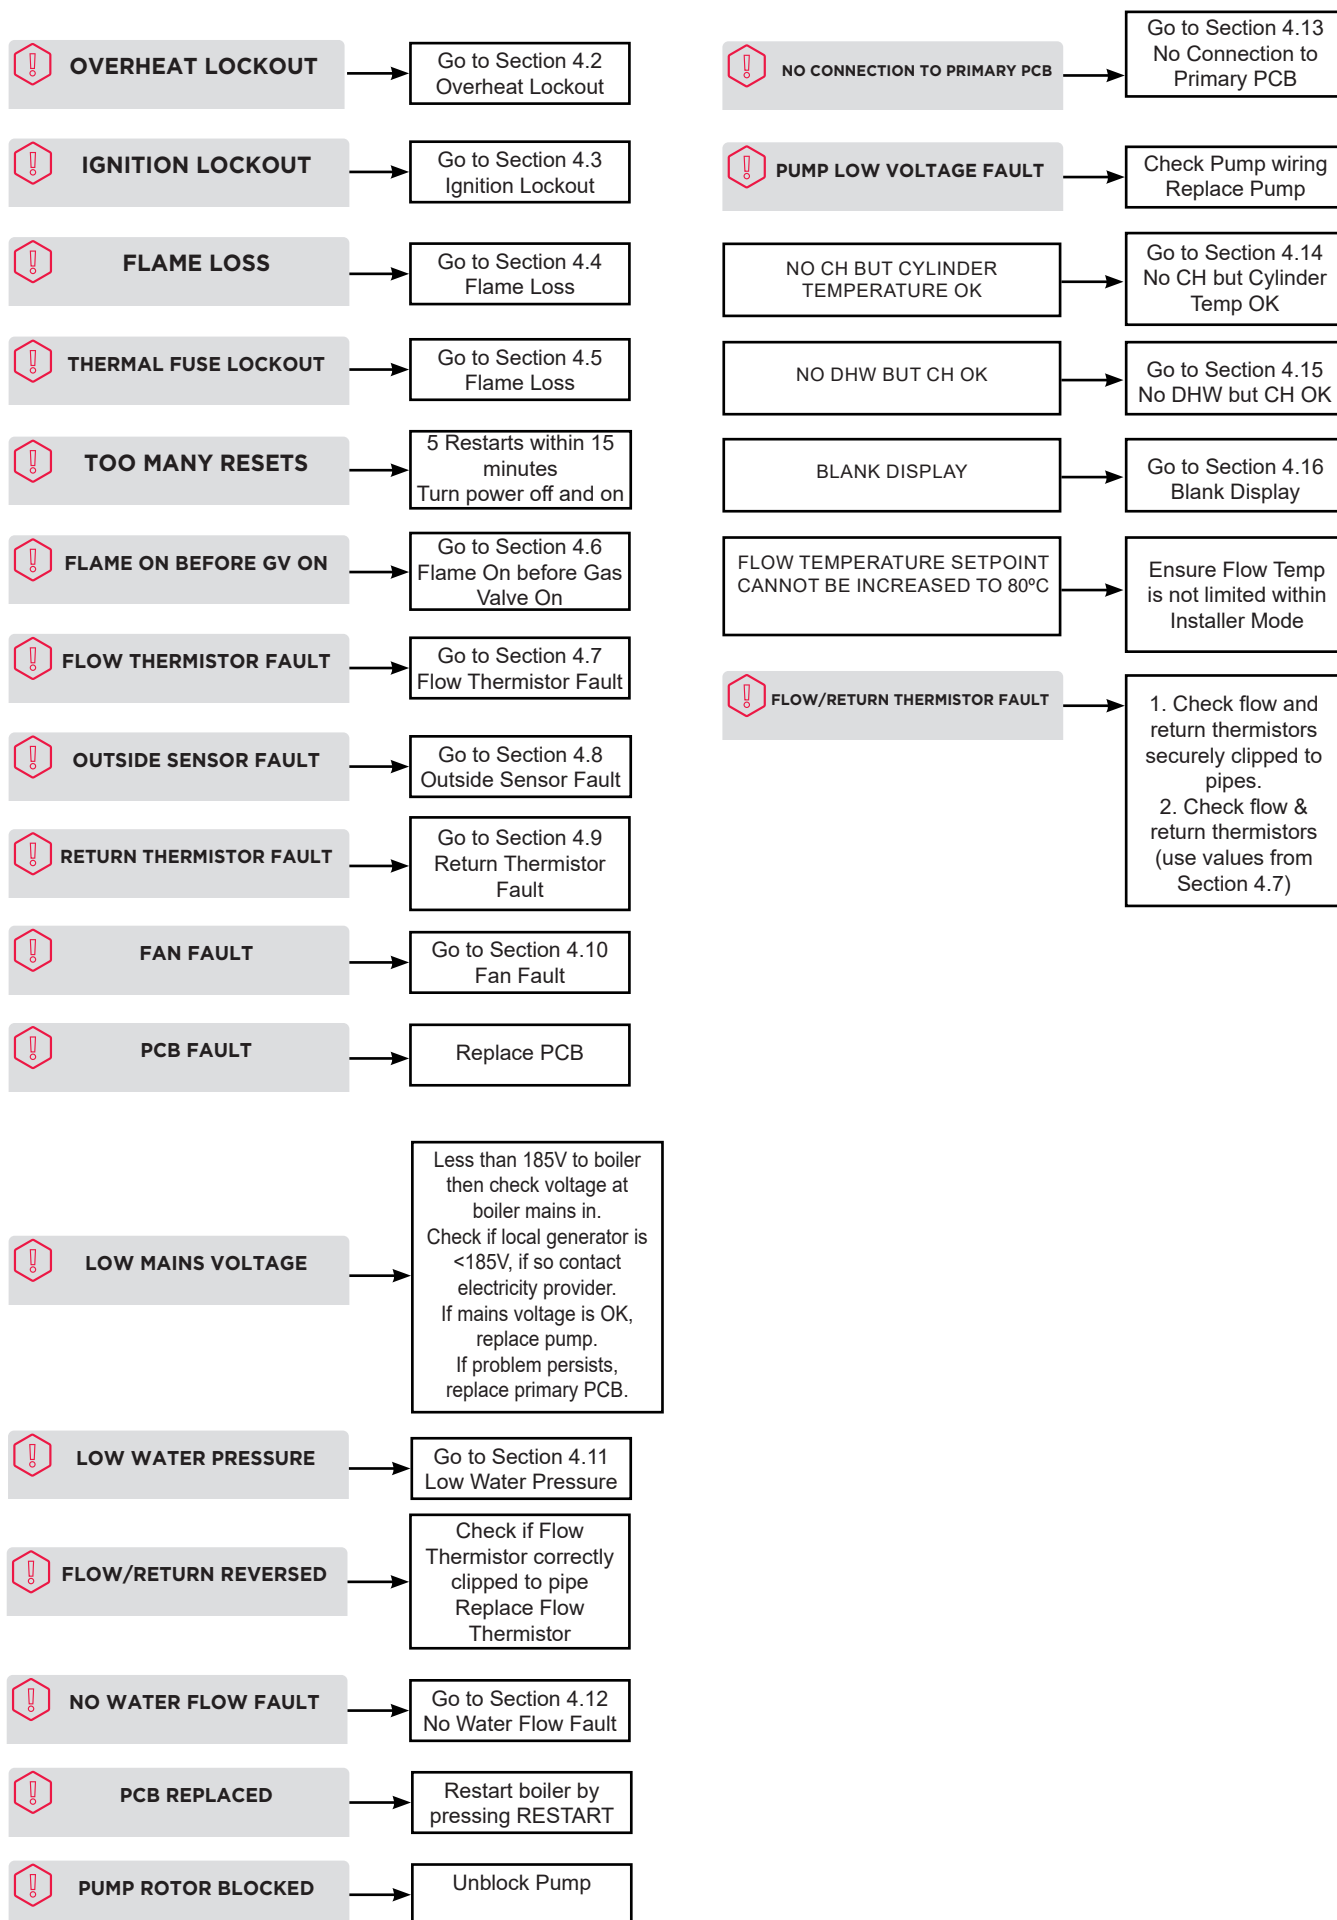 OVERHEAT LOCKOUT
Go to Section 4.2
Overheat Lockout
IGNITION LOCKOUT
Go to Section 4.3
Ignition Lockout
FLAME LOSS
Go to Section 4.4
Flame Loss
THERMAL FUSE LOCKOUT
Go to Section 4.5
Flame Loss
TOO MANY RESETS
5 Restarts within 15
minutes
Turn power off and on
FLAME ON BEFORE GV ON
Go to Section 4.6
Flame On before Gas
Valve On
FLOW THERMISTOR FAULT
Go to Section 4.7
Flow Thermistor Fault
OUTSIDE SENSOR FAULT
Go to Section 4.8
Outside Sensor Fault
RETURN THERMISTOR FAULT
Go to Section 4.9
Return Thermistor
Fault
FAN FAULT
Go to Section 4.10
Fan Fault
PCB FAULT
Replace PCB
LOW MAINS VOLTAGE
Less than 185V to boiler
then check voltage at
boiler mains in.
Check if local generator is
<185V, if so contact
electricity provider.
If mains voltage is OK,
replace pump.
If problem persists,
replace primary PCB.
LOW WATER PRESSURE
Go to Section 4.11
Low Water Pressure
FLOW/RETURN REVERSED
Check if Flow
Thermistor correctly
clipped to pipe
Replace Flow
Thermistor
NO WATER FLOW FAULT
Go to Section 4.12
No Water Flow Fault
PCB REPLACED
Restart boiler by
pressing RESTART
PUMP ROTOR BLOCKED
Unblock Pump
NO CONNECTION TO PRIMARY PCB
Go to Section 4.13
No Connection to
Primary PCB
PUMP LOW VOLTAGE FAULT
Check Pump wiring
Replace Pump
NO CH BUT CYLINDER
TEMPERATURE OK
Go to Section 4.14
No CH but Cylinder
Temp OK
NO DHW BUT CH OK
Go to Section 4.15
No DHW but CH OK
BLANK DISPLAY
Go to Section 4.16
Blank Display
FLOW TEMPERATURE SETPOINT
CANNOT BE INCREASED TO 80ºC
Ensure Flow Temp
is not limited within
Installer Mode
FLOW/RETURN THERMISTOR FAULT
1. Check flow and
return thermistors
securely clipped to
pipes.
2. Check flow &
return thermistors
(use values from
Section 4.7)